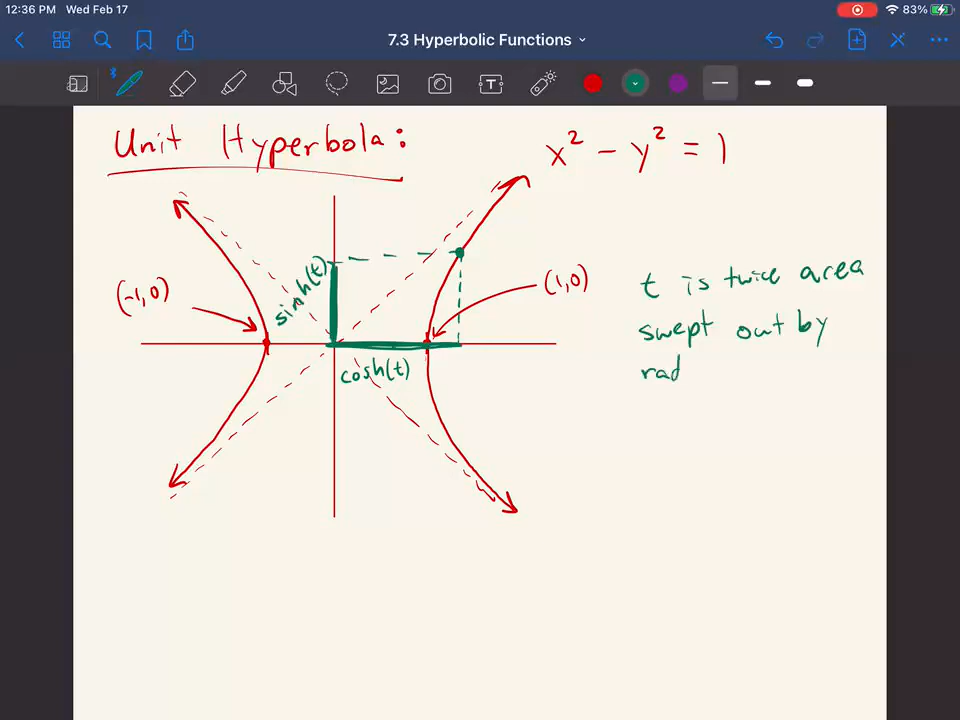 12:36 PM Wed Feb 17
83%
7.3 Hyperbolic Functions
T
Unit Hyperbola:
x² - y² = 1
sinh(t)
(-1,0)
(1,0)
cosh(t)
t is twice area
swept out by
rad